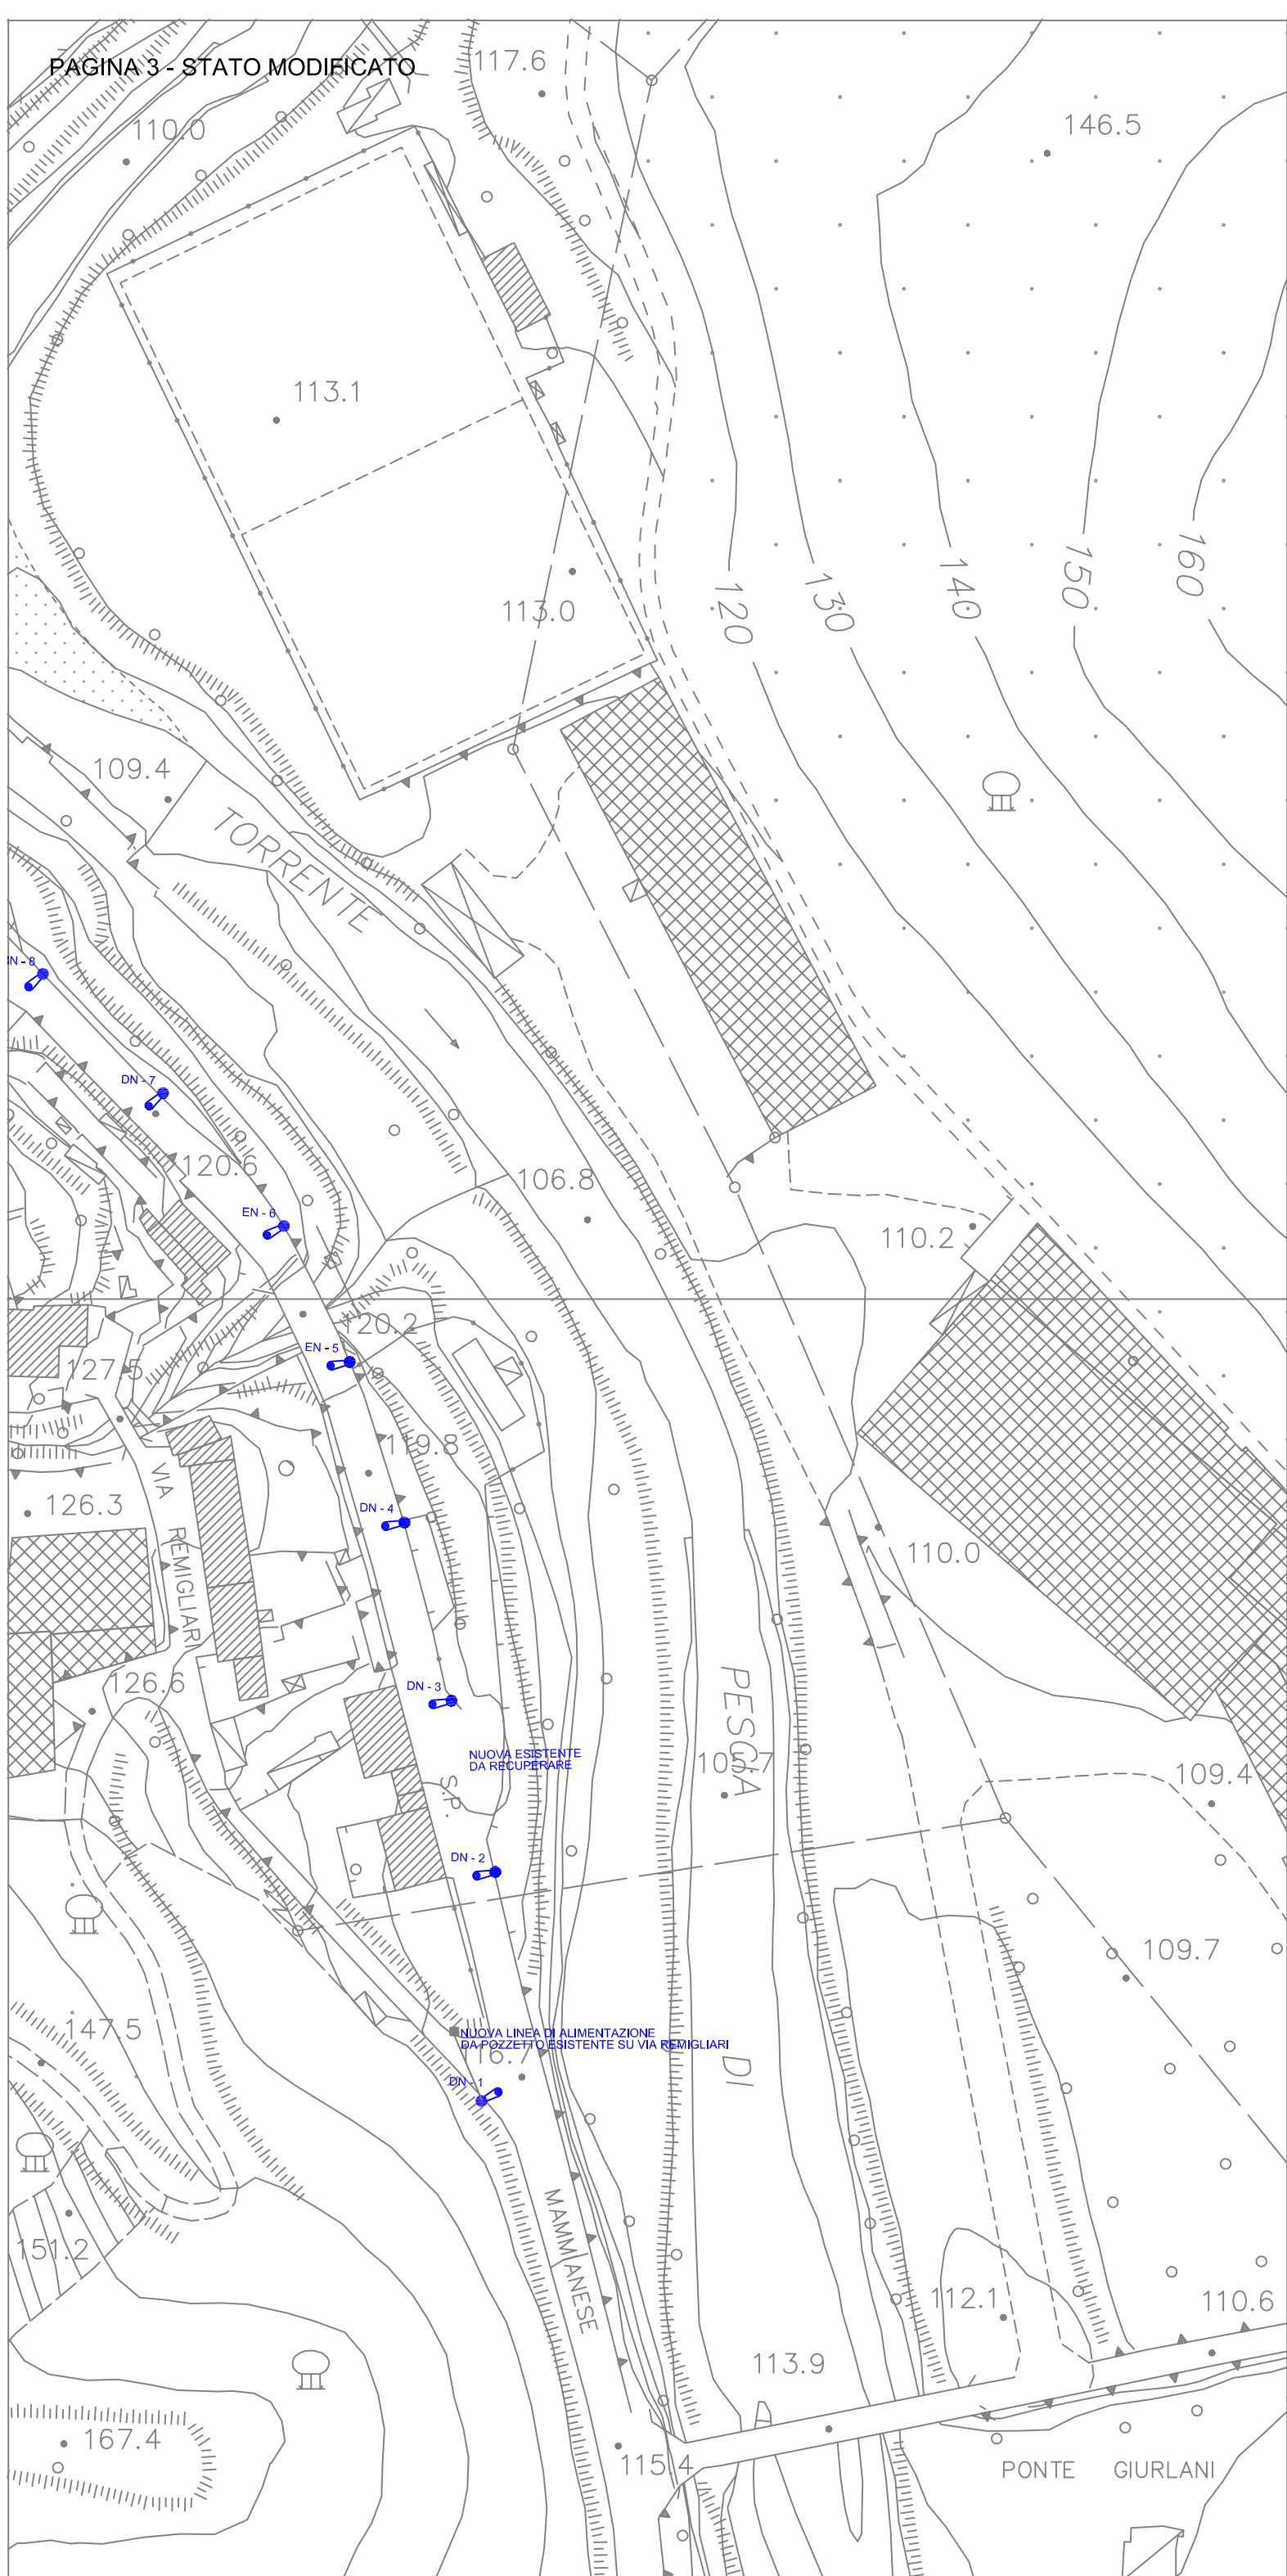 PAGINA 3 - STATO MODIFICATO
117.6
110.0
146.5
113.1
113.0
120
130
140
150
160
109.4
TORRENTE
N - 8
DN - 7
120.6
106.8
EN - 6
110.2
120.2
EN - 5
127.5
119.8
VIA REMIGLIARI
126.3
DN - 4
110.0
126.6
DN - 3
PESCIA
NUOVA ESISTENTE
DA RECUPERARE
105.7
S.P.
109.4
DN - 2
109.7
147.5
NUOVA LINEA DI ALIMENTAZIONE
DA POZZETTO ESISTENTE SU VIA REMIGLIARI
116.7
DI
DN - 1
MAMMIANESE
151.2
112.1
110.6
113.9
167.4
115.4
PONTE GIURLANI